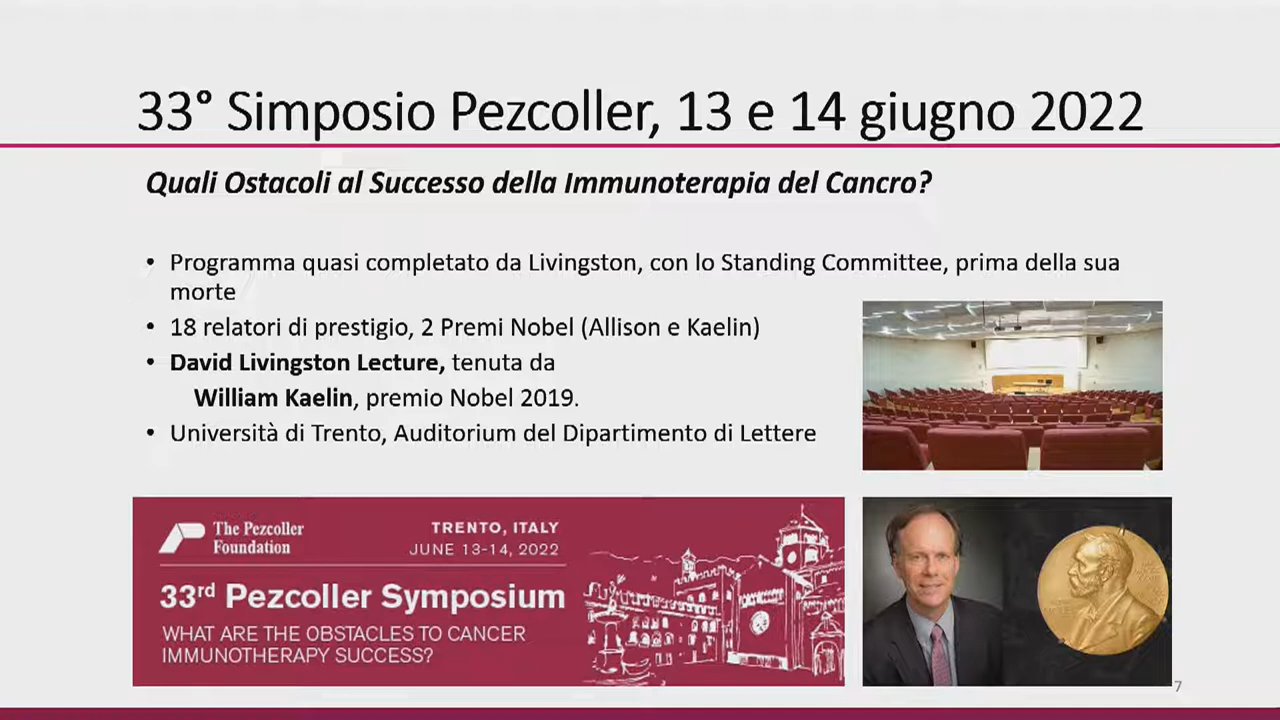 33° Simposio Pezcoller, 13 e 14 giugno 2022
Quali Ostacoli al Successo della Immunoterapia del Cancro?
• Programma quasi completato da Livingston, con lo Standing Committee, prima della sua
morte
• 18 relatori di prestigio, 2 Premi Nobel (Allison e Kaelin)
• David Livingston Lecture, tenuta da
William Kaelin, premio Nobel 2019.
• Università di Trento, Auditorium del Dipartimento di Lettere
The Pezcoller
Foundation
TRENTO, ITALY
JUNE 13-14, 2022
33rd Pezcoller Symposium
WHAT ARE THE OBSTACLES TO CANCER
IMMUNOTHERAPY SUCCESS?
7